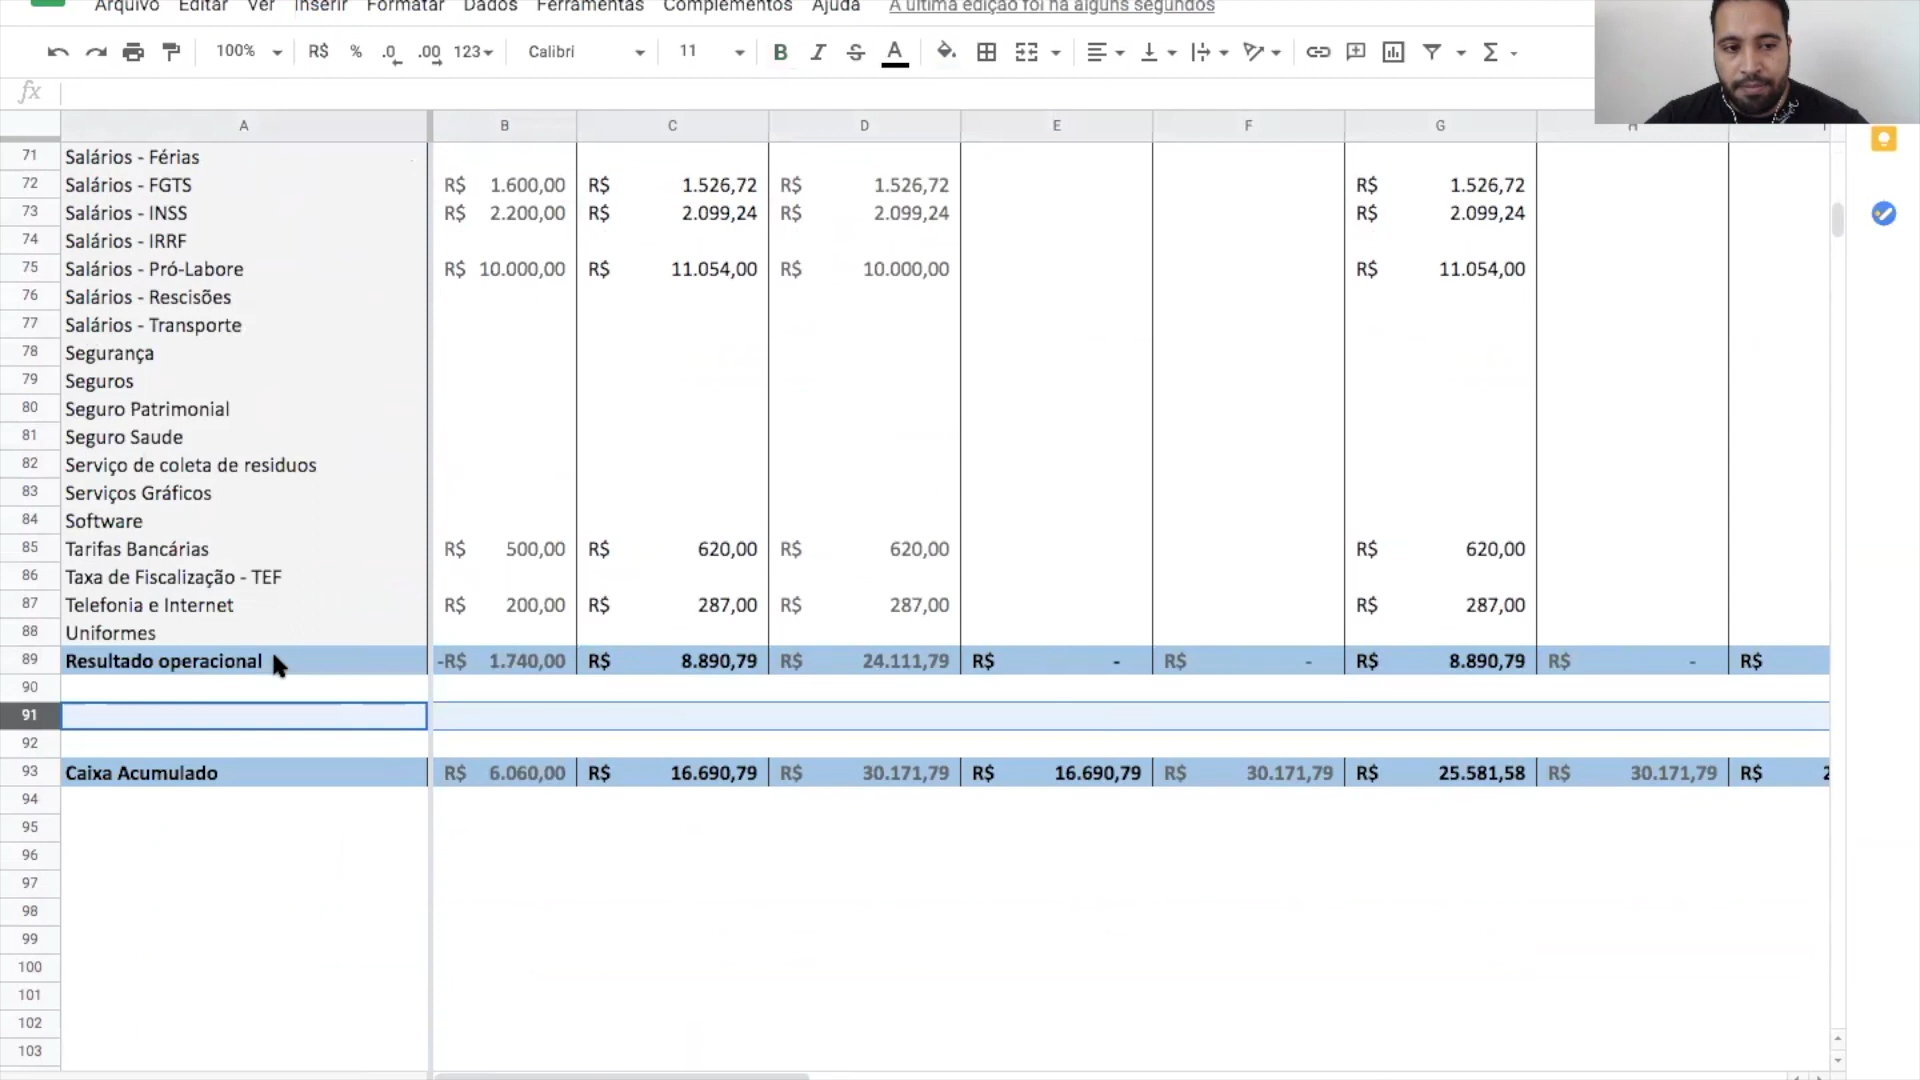 Arquivo Editar Ver Inserir Formatar Dados Ferramentas Complementos Ajuda A última edição foi há alguns segundos
100% R$ % .0 .00 123 Calibri 11 B I S A Σ
fx
A B C D E F G H
71 Salários - Férias
72 Salários - FGTS R$ 1.600,00 R$ 1.526,72 R$ 1.526,72 R$ 1.526,72
73 Salários - INSS R$ 2.200,00 R$ 2.099,24 R$ 2.099,24 R$ 2.099,24
74 Salários - IRRF
75 Salários - Pró-Labore R$ 10.000,00 R$ 11.054,00 R$ 10.000,00 R$ 11.054,00
76 Salários - Rescisões
77 Salários - Transporte
78 Segurança
79 Seguros
80 Seguro Patrimonial
81 Seguro Saude
82 Serviço de coleta de residuos
83 Serviços Gráficos
84 Software
85 Tarifas Bancárias R$ 500,00 R$ 620,00 R$ 620,00 R$ 620,00
86 Taxa de Fiscalização - TEF
87 Telefonia e Internet R$ 200,00 R$ 287,00 R$ 287,00 R$ 287,00
88 Uniformes
89 Resultado operacional -R$ 1.740,00 R$ 8.890,79 R$ 24.111,79 R$ - R$ - R$ 8.890,79 R$ - R$
90
91
92
93 Caixa Acumulado R$ 6.060,00 R$ 16.690,79 R$ 30.171,79 R$ 16.690,79 R$ 30.171,79 R$ 25.581,58 R$ 30.171,79 R$
94
95
96
97
98
99
100
101
102
103